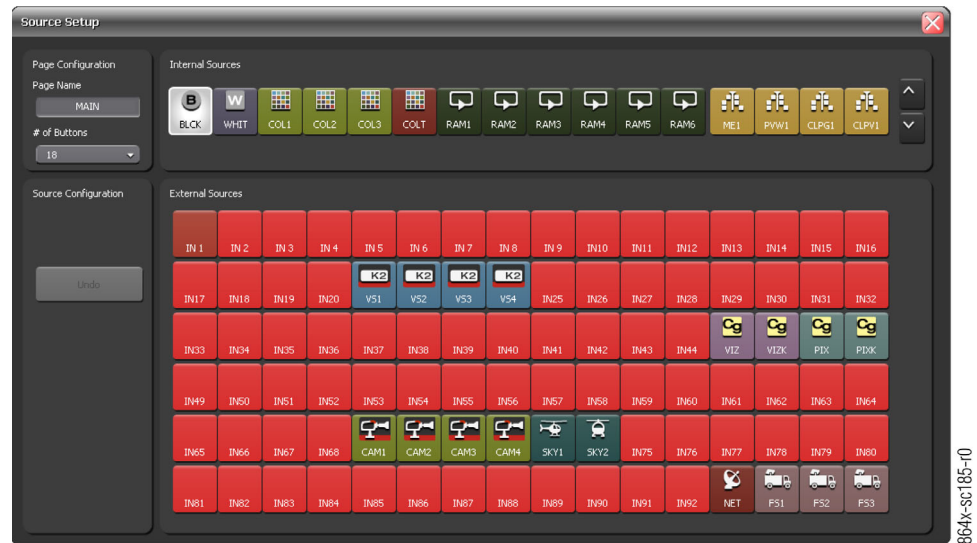 Source Setup
Page Configuration
Page Name
MAIN
# of Buttons
18
Internal Sources
B W
BLCK WHIT COL1 COL2 COL3 COLT RAM1 RAM2 RAM3 RAM4 RAM5 RAM6 ME1 PVW1 CLPG1 CLPV1
Source Configuration
Undo
External Sources
IN 1 IN 2 IN 3 IN 4 IN 5 IN 6 IN 7 IN 8 IN 9 IN10 IN11 IN12 IN13 IN14 IN15 IN16
K2 K2 K2 K2
IN17 IN18 IN19 IN20 VS1 VS2 VS3 VS4 IN25 IN26 IN27 IN28 IN29 IN30 IN31 IN32
Cg Cg Cg Cg
IN33 IN34 IN35 IN36 IN37 IN38 IN39 IN40 IN41 IN42 IN43 IN44 VIZ VIZK PIX PIXK
IN49 IN50 IN51 IN52 IN53 IN54 IN55 IN56 IN57 IN58 IN59 IN60 IN61 IN62 IN63 IN64
IN65 IN66 IN67 IN68 CAM1 CAM2 CAM3 CAM4 SKY1 SKY2 IN75 IN76 IN77 IN78 IN79 IN80
IN81 IN82 IN83 IN84 IN85 IN86 IN87 IN88 IN89 IN90 IN91 IN92 NET FS1 FS2 FS3
864x-sc185-r0